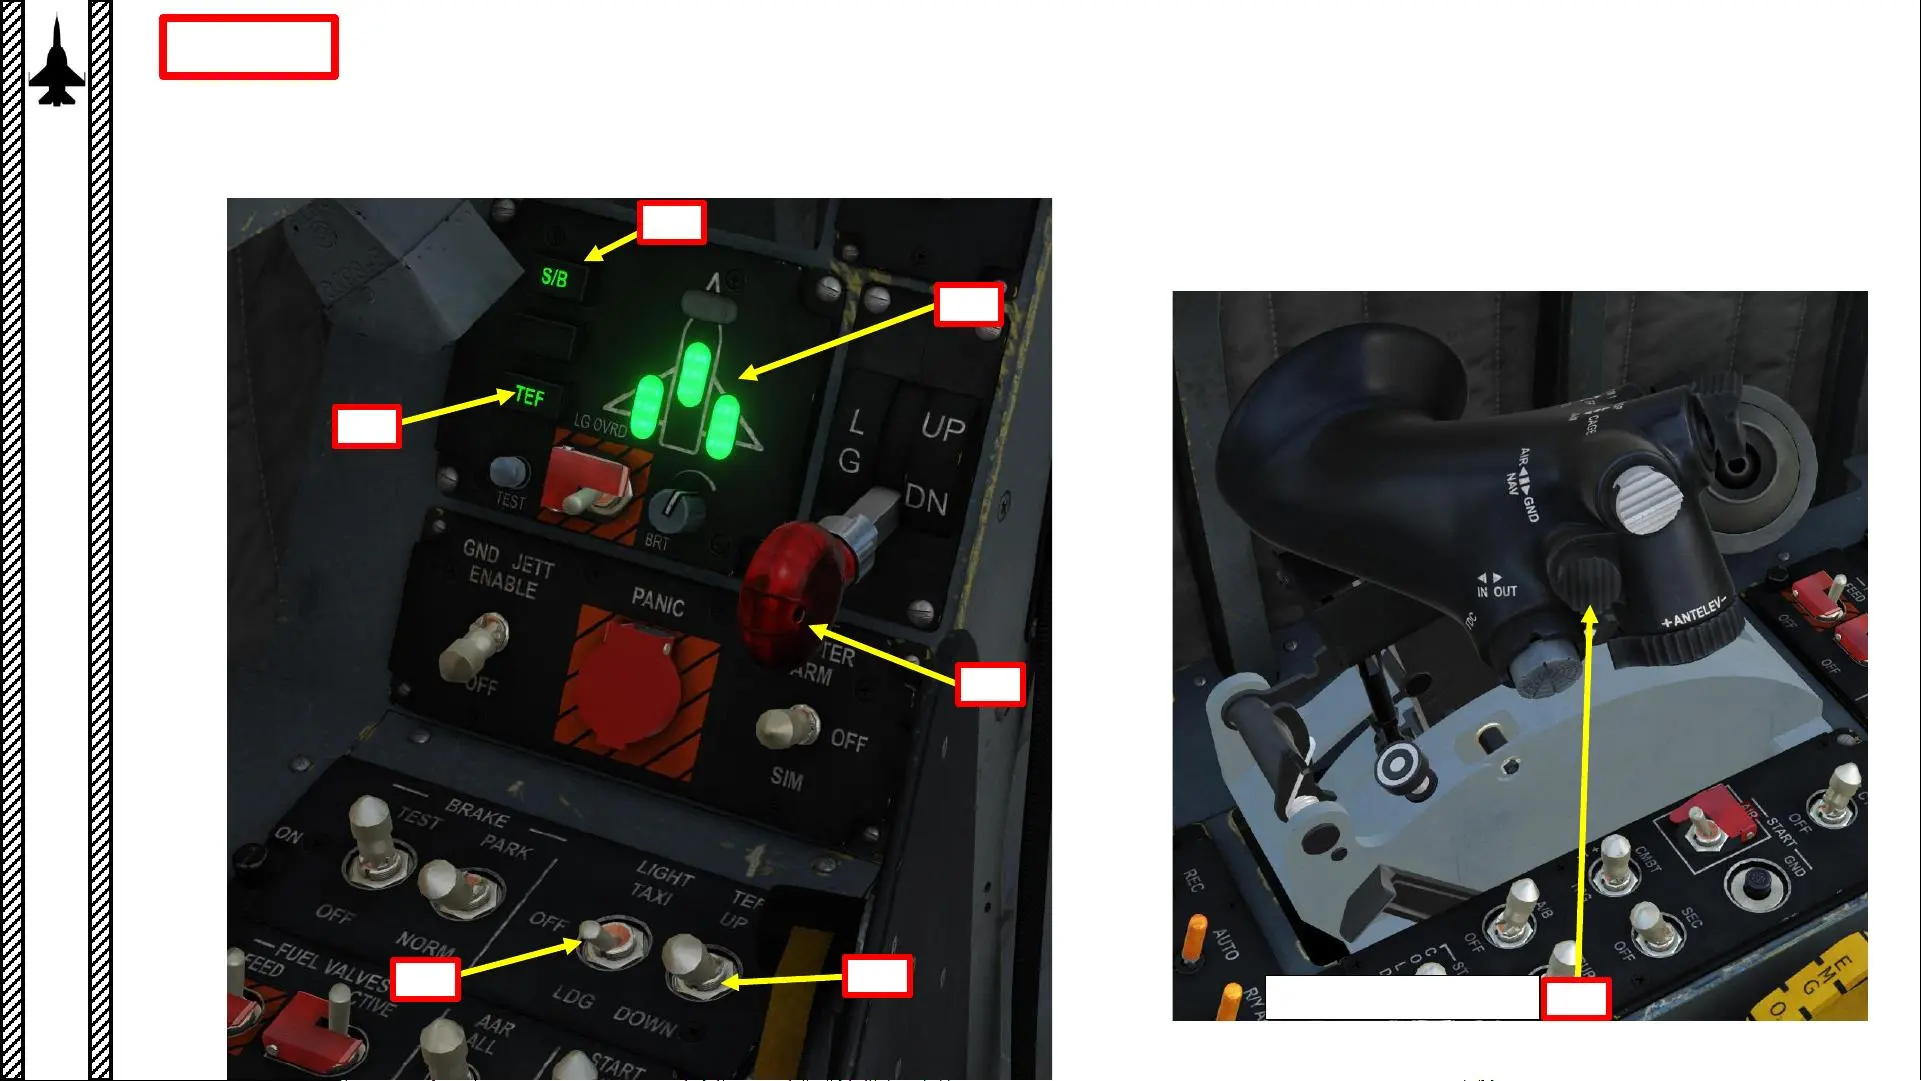 S/B
TEF
LG OVRD
TEST
BRT
L
G
UP
DN
GND JETT
ENABLE
OFF
PANIC
TER
ARM
OFF
SIM
BRAKE
ON
TEST
PARK
OFF
NORM
LIGHT
TAXI
OFF
LDG
TEF
UP
DOWN
FUEL VALVES
FEED
CTIVE
AAR
ALL
START
CAGE
AIR
GND
NAV
IN OUT
+ANTELEV-
FEED
OFF
OFF
REC
AUTO
A/B
OFF
CMBT
SEC
OFF
AIR
START
GND
OFF
ST
EMG